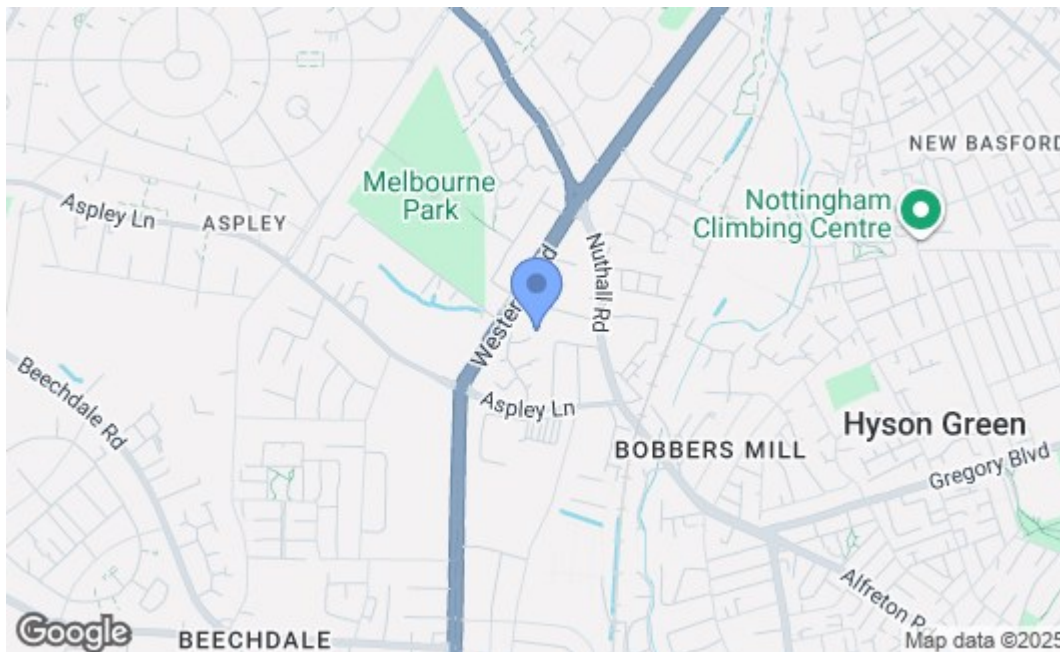 NEW BASFORD
Melbourne
Park
Nottingham
Climbing Centre
Aspley Ln
ASPLEY
Nuthall Rd
Western
Beechdale Rd
Aspley Ln
Hyson Green
BOBBERS MILL
Gregory Blvd
Alfreton
Google
BEECHDALE
Map data ©2025